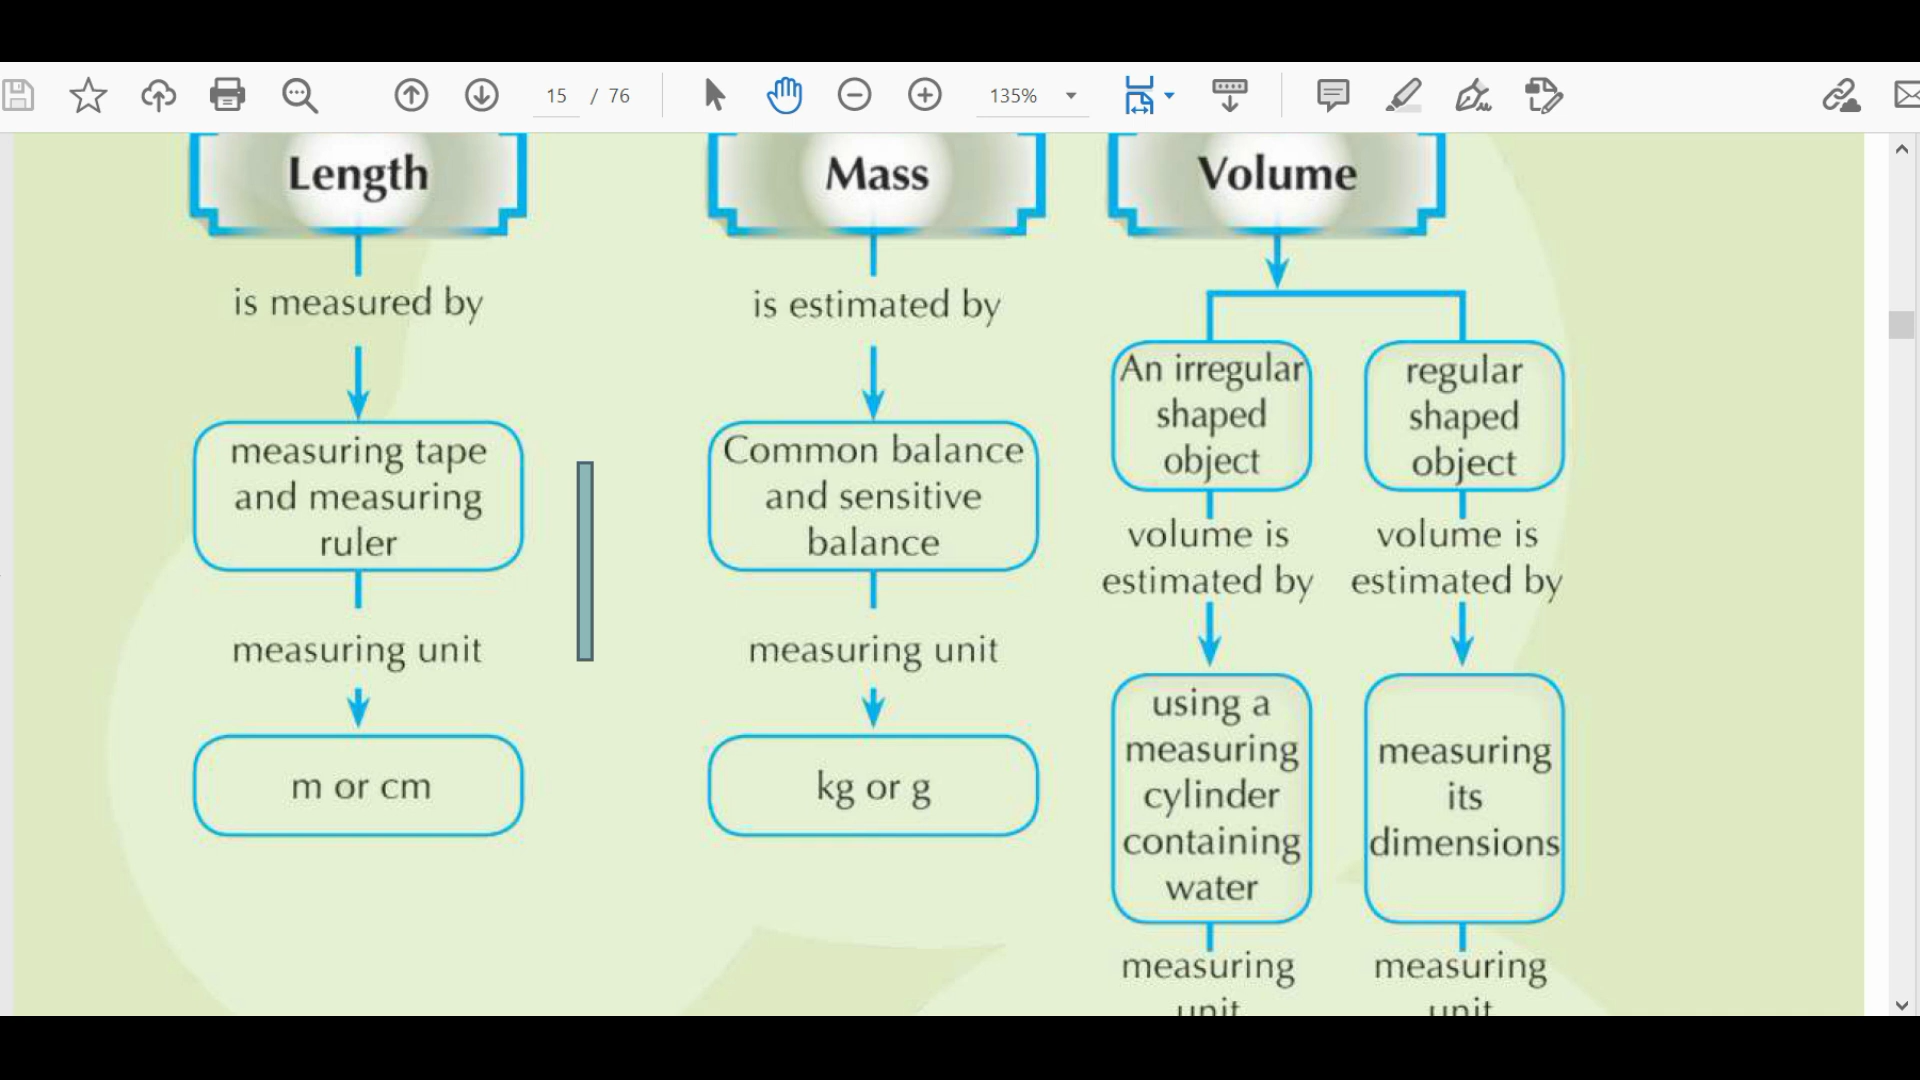 15 / 76
135%
Length
Mass
Volume
is measured by
is estimated by
measuring tape
and measuring
ruler
Common balance
and sensitive
balance
An irregular
shaped
object
regular
shaped
object
volume is
estimated by
volume is
estimated by
measuring unit
measuring unit
m or cm
kg or g
using a
measuring
cylinder
containing
water
measuring
its
dimensions
measuring
unit
measuring
unit